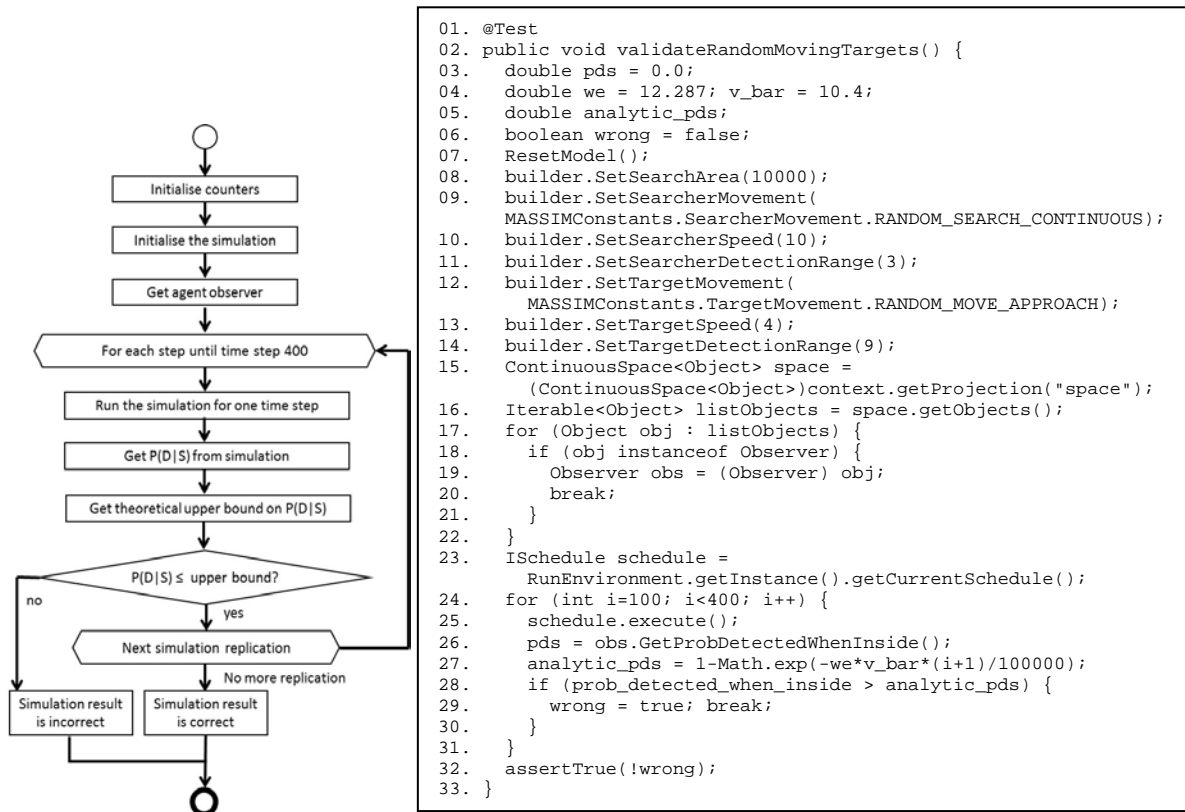 Initialise counters
Initialise the simulation
Get agent observer
For each step until time step 400
Run the simulation for one time step
Get P(D|S) from simulation
Get theoretical upper bound on P(D|S)
P(D|S) ≤ upper bound?
no
yes
Next simulation replication
No more replication
Simulation result
is incorrect
Simulation result
is correct
01. @Test
02. public void validateRandomMovingTargets() {
03. double pds = 0.0;
04. double we = 12.287; v_bar = 10.4;
05. double analytic_pds;
06. boolean wrong = false;
07. ResetModel();
08. builder.SetSearchArea(10000);
09. builder.SetSearcherMovement(
MASSIMConstants.SearcherMovement.RANDOM_SEARCH_CONTINUOUS);
10. builder.SetSearcherSpeed(10);
11. builder.SetSearcherDetectionRange(3);
12. builder.SetTargetMovement(
MASSIMConstants.TargetMovement.RANDOM_MOVE_APPROACH);
13. builder.SetTargetSpeed(4);
14. builder.SetTargetDetectionRange(9);
15. ContinuousSpace<Object> space =
(ContinuousSpace<Object>)context.getProjection("space");
16. Iterable<Object> listObjects = space.getObjects();
17. for (Object obj : listObjects) {
18. if (obj instanceof Observer) {
19. Observer obs = (Observer) obj;
20. break;
21. }
22. }
23. ISchedule schedule =
RunEnvironment.getInstance().getCurrentSchedule();
24. for (int i=100; i<400; i++) {
25. schedule.execute();
26. pds = obs.GetProbDetectedWhenInside();
27. analytic_pds = 1-Math.exp(-we*v_bar*(i+1)/100000);
28. if (prob_detected_when_inside > analytic_pds) {
29. wrong = true; break;
30. }
31. }
32. assertTrue(!wrong);
33. }